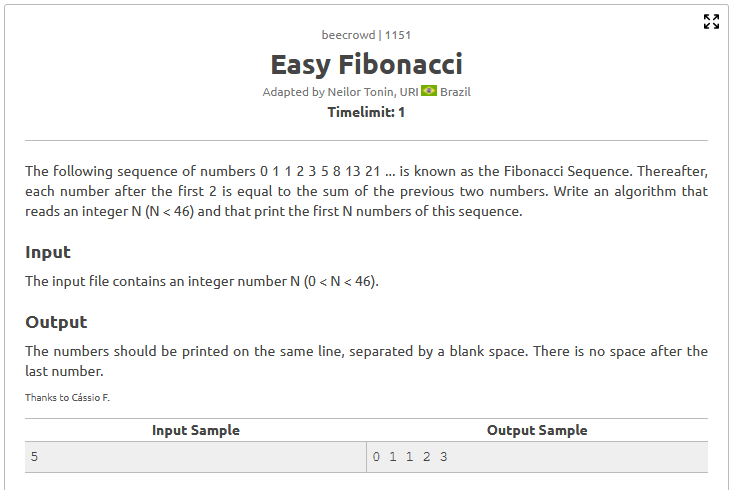 beecrowd | 1151
Easy Fibonacci
Adapted by Neilor Tonin, URI Brazil
Timelimit: 1
The following sequence of numbers 0 1 1 2 3 5 8 13 21 ... is known as the Fibonacci Sequence. Thereafter,
each number after the first 2 is equal to the sum of the previous two numbers. Write an algorithm that
reads an integer N (N < 46) and that print the first N numbers of this sequence.
Input
The input file contains an integer number N (0 < N < 46).
Output
The numbers should be printed on the same line, separated by a blank space. There is no space after the
last number.
Thanks to Cássio F.
Input Sample Output Sample
5 0 1 1 2 3